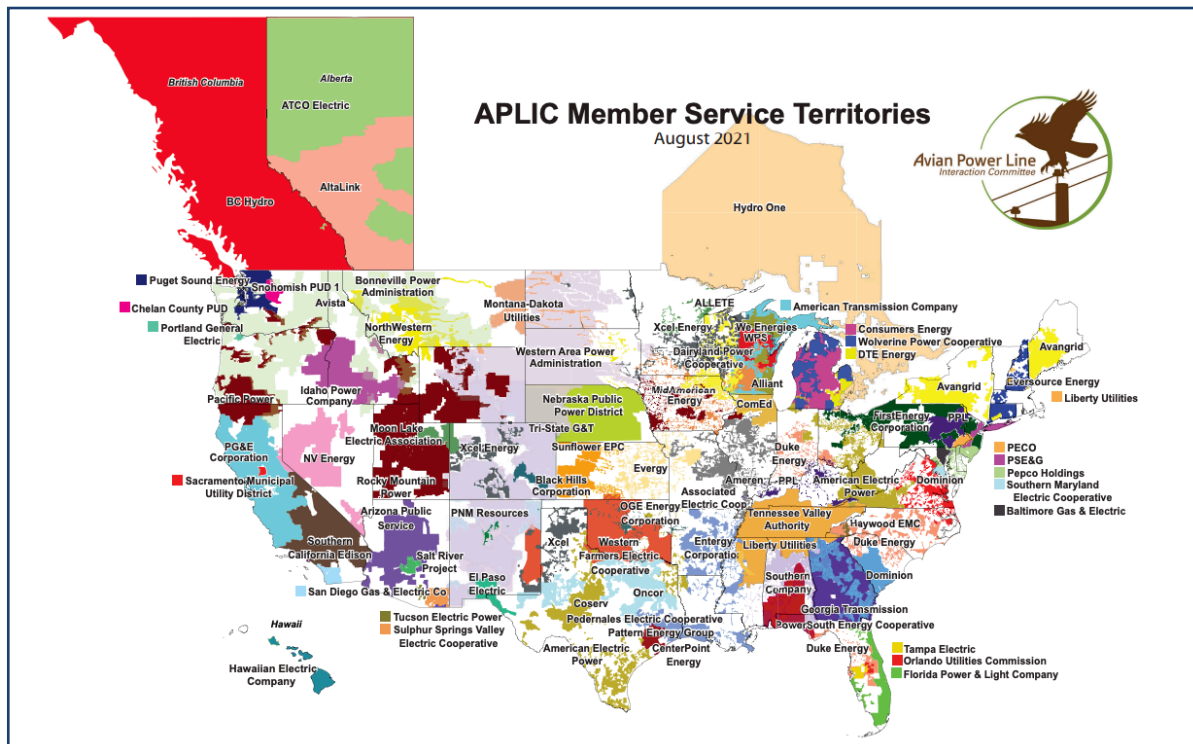 APLIC Member Service Territories
August 2021
Avian Power Line
Interaction Committee
British Columbia
Alberta
ATCO Electric
BC Hydro
AltaLink
Hydro One
Puget Sound Energy
Snohomish PUD 1
Chelan County PUD
Avista
Portland General
Electric
Bonneville Power
Administration
NorthWestern
Energy
Montana-Dakota
Utilities
Western Area Power
Administration
ALLETE
Xcel Energy
We Energies
WPS
Dairyland Power
Cooperative
American Transmission Company
Consumers Energy
Wolverine Power Cooperative
DTE Energy
Avangrid
Avangrid
Eversource Energy
Liberty Utilities
Pacific Power
Idaho Power
Company
Nebraska Public
Power District
MidAmerican
Energy
Alliant
ComEd
FirstEnergy
Corporation
PPL
PG&E
Corporation
NV Energy
Moon Lake
Electric Association
Tri-State G&T
Xcel Energy
Sunflower EPC
Evergy
Duke
Energy
Sacramento Municipal
Utility District
Rocky Mountain
Power
Black Hills
Corporation
Ameren
PPL
American Electric
Power
Dominion
PECO
PSE&G
Pepco Holdings
Southern Maryland
Electric Cooperative
Baltimore Gas & Electric
Associated
Electric Coop
Arizona Public
Service
PNM Resources
OGE Energy
Corporation
Tennessee Valley
Authority
Haywood EMC
Duke Energy
Southern
California Edison
Salt River
Project
Xcel
Western
Farmers Electric
Cooperative
Entergy
Corporation
Liberty Utilities
El Paso
Electric
San Diego Gas & Electric Co
Southern
Company
Dominion
Oncor
Coserv
Georgia Transmission
Tucson Electric Power
Sulphur Springs Valley
Electric Cooperative
Pedernales Electric Cooperative
PowerSouth Energy Cooperative
Pattern Energy Group
Hawaii
Hawaiian Electric
Company
American Electric
Power
CenterPoint
Energy
Duke Energy
Tampa Electric
Orlando Utilities Commission
Florida Power & Light Company